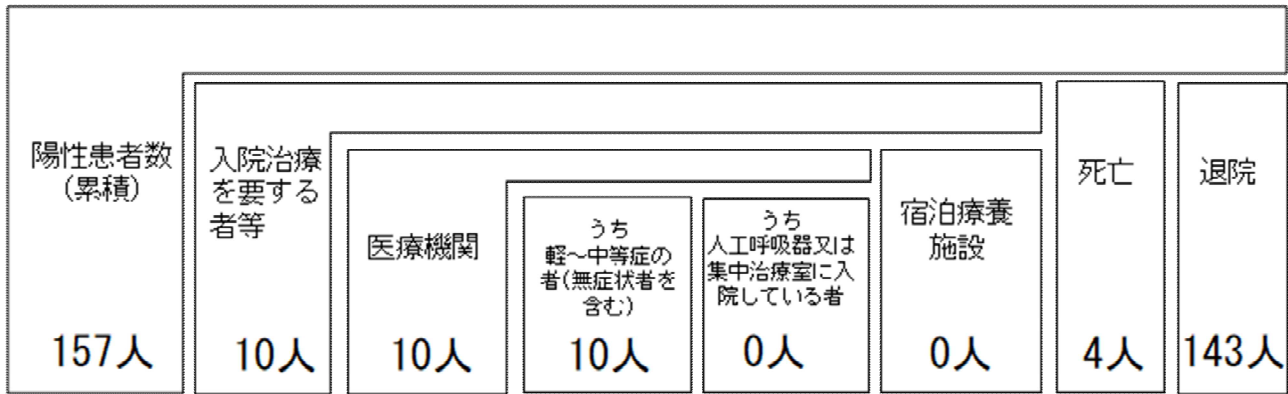 陽性患者数
(累積)
157人
入院治療
を要する
者等
10人
医療機関
10人
うち
軽～中等症の
者(無症状者を
含む)
10人
うち
人工呼吸器又は
集中治療室に入
院している者
0人
宿泊療養
施設
0人
死亡
4人
退院
143人